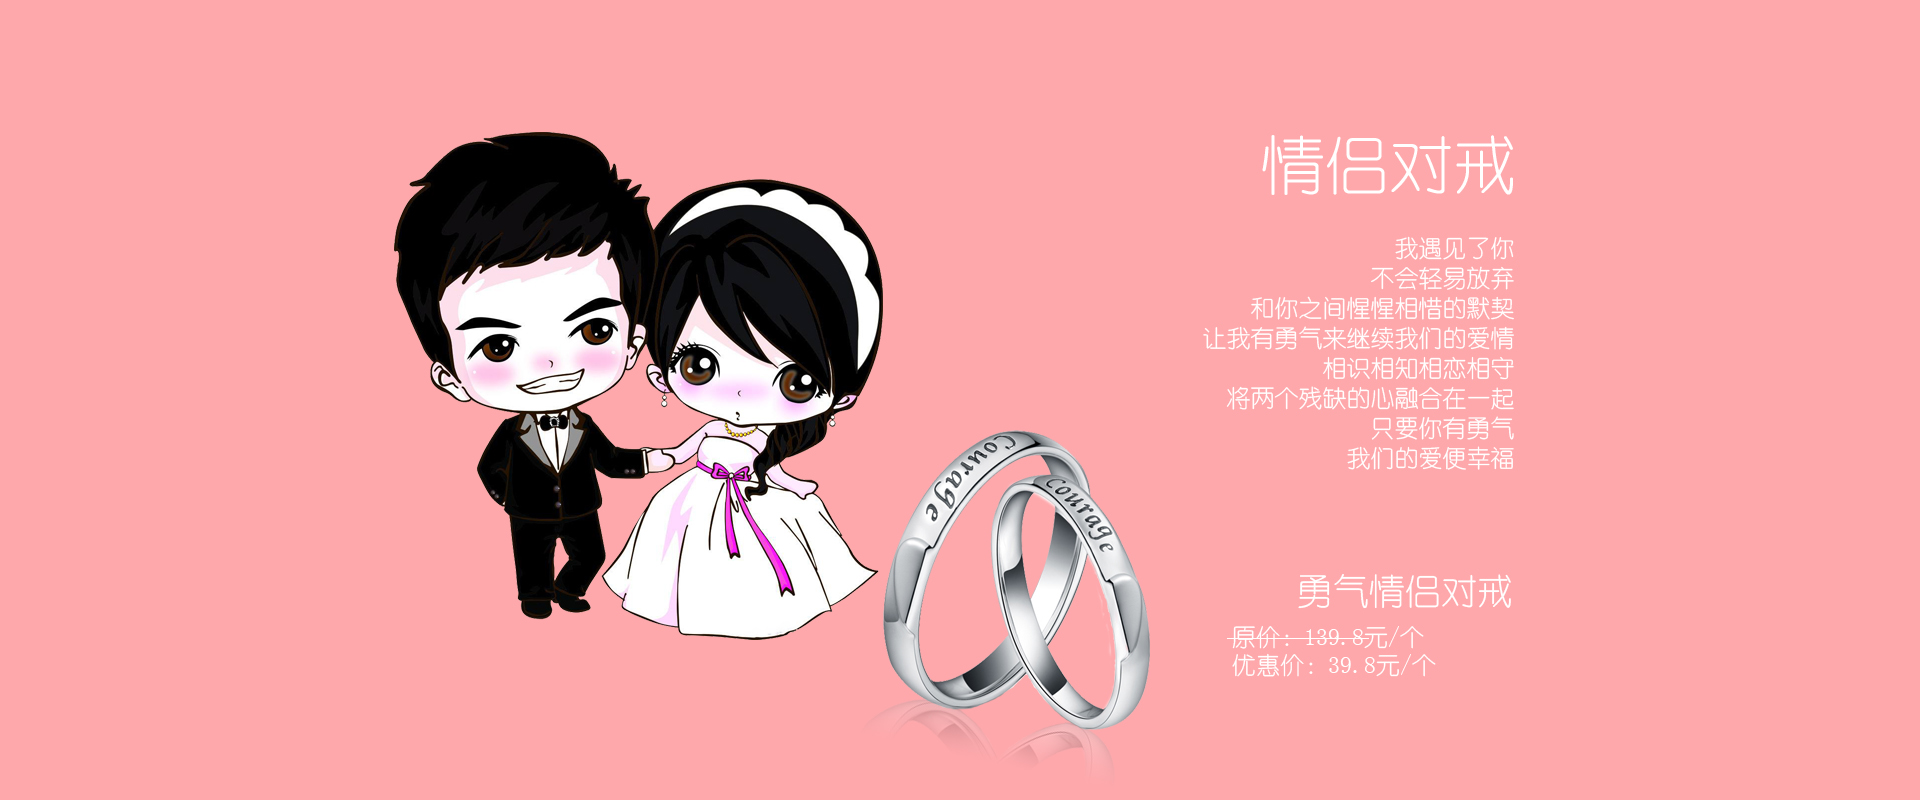 情侣对戒
我遇见了你
不会轻易放弃
和你之间惺惺相惜的默契
让我有勇气来继续我们的爱情
相识相知相恋相守
将两个残缺的心融合在一起
只要你有勇气
我们的爱便幸福
Courage
Courage
勇气情侣对戒
原价：139.8元/个
优惠价：39.8元/个